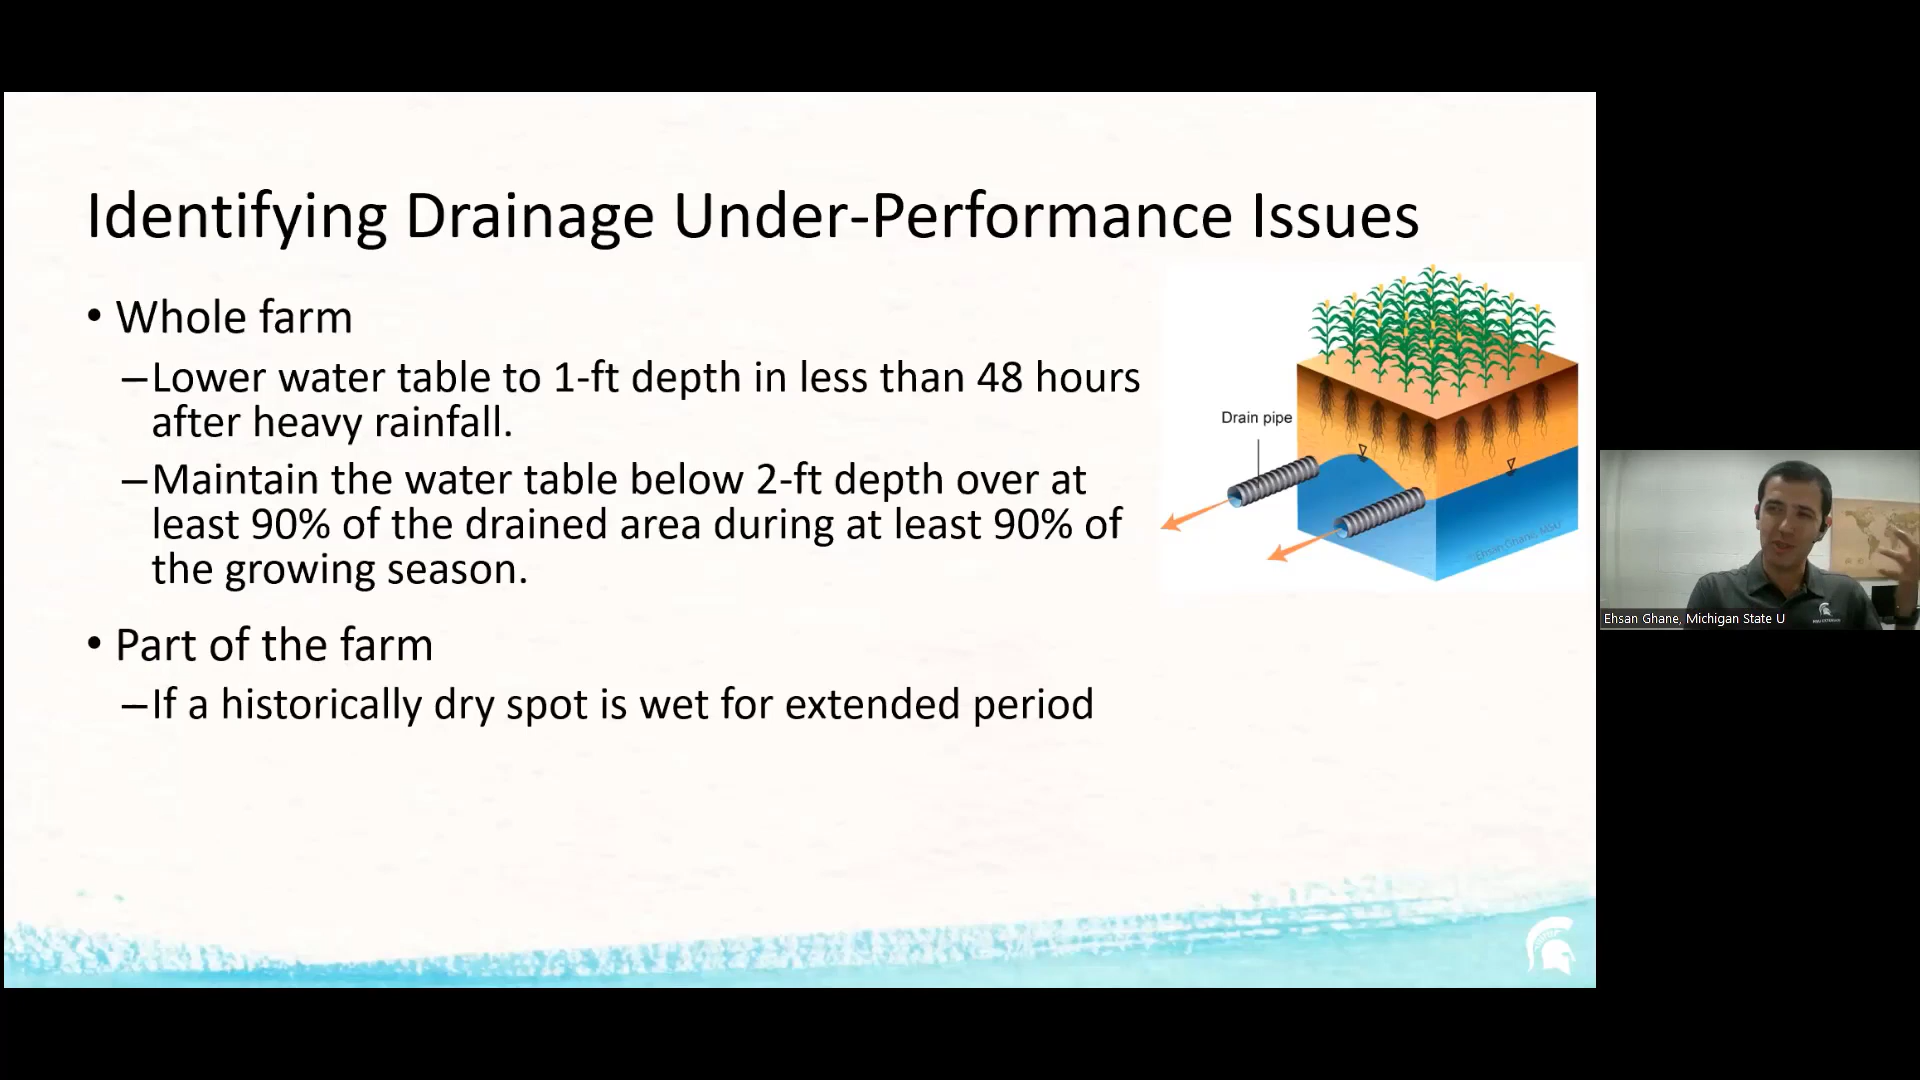 Identifying Drainage Under-Performance Issues
• Whole farm
–Lower water table to 1-ft depth in less than 48 hours
after heavy rainfall.
–Maintain the water table below 2-ft depth over at
least 90% of the drained area during at least 90% of
the growing season.
• Part of the farm
–If a historically dry spot is wet for extended period
Drain pipe
Ehsan Ghane, MSU
Ehsan Ghane, Michigan State U